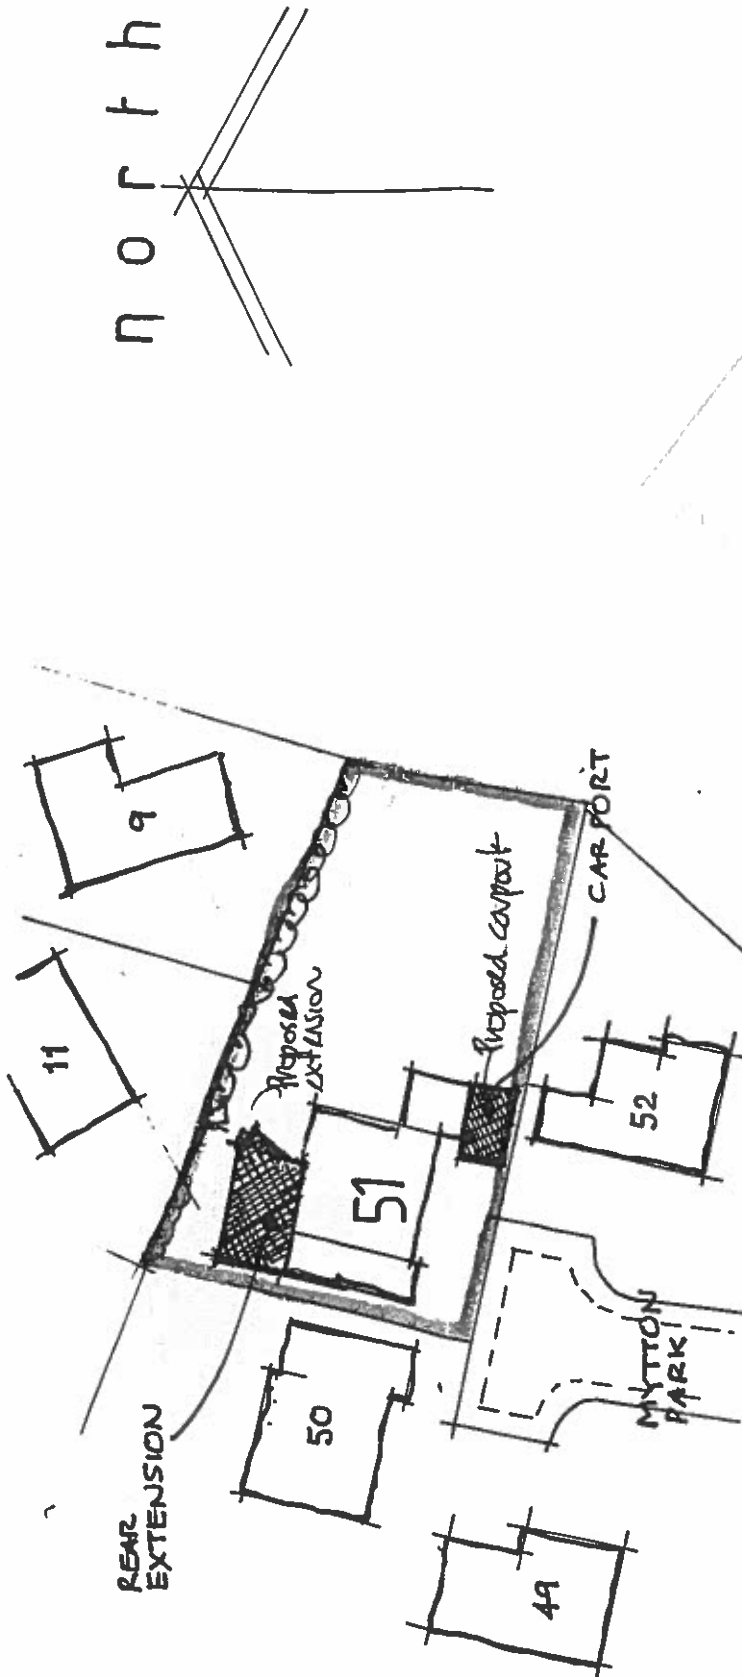 north
9
11
Proposed
extension
Proposed carport
CAR PORT
51
52
REAR
EXTENSION
50
MYTTON
PARK
49